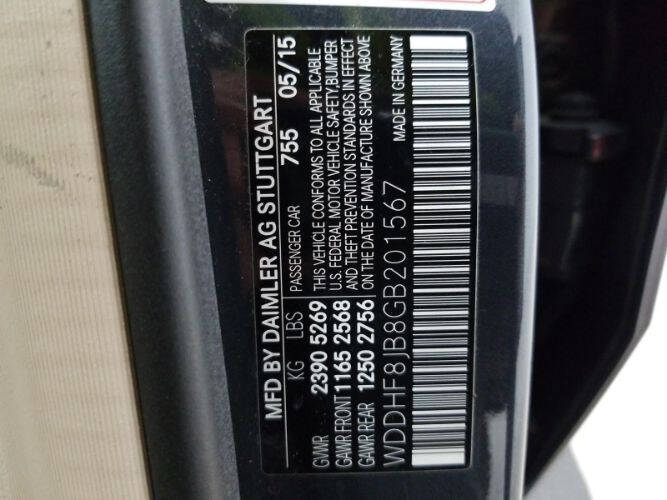 MFD BY DAIMLER AG STUTTGART
755 05/15
KG LBS PASSENGER CAR
GVWR 2390 5269 THIS VEHICLE CONFORMS TO ALL APPLICABLE
U.S. FEDERAL MOTOR VEHICLE SAFETY,BUMPER
GAWR FRONT 1165 2568 AND THEFT PREVENTION STANDARDS IN EFFECT
GAWR REAR 1250 2756 ON THE DATE OF MANUFACTURE SHOWN ABOVE
WDDHF8JB8GB201567 MADE IN GERMANY